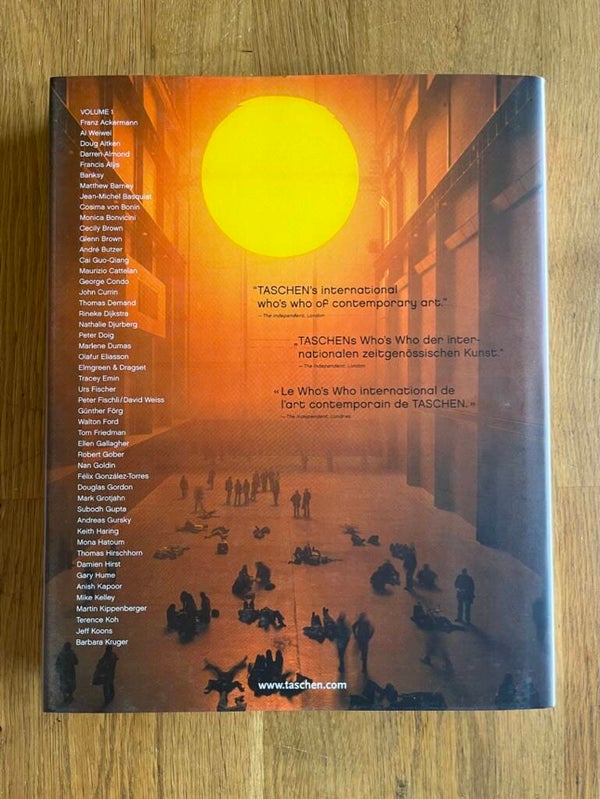 VOLUME 1
Franz Ackermann
Ai Weiwei
Doug Aitken
Darren Almond
Francis Alÿs
Banksy
Matthew Barney
Jean-Michel Basquiat
Cosima von Bonin
Monica Bonvicini
Cecily Brown
Glenn Brown
André Butzer
Cai Guo-Qiang
Maurizio Cattelan
George Condo
John Currin
Thomas Demand
Rineke Dijkstra
Nathalie Djurberg
Peter Doig
Marlene Dumas
Olafur Eliasson
Elmgreen & Dragset
Tracey Emin
Urs Fischer
Peter Fischli/David Weiss
Günther Förg
Walton Ford
Tom Friedman
Ellen Gallagher
Robert Gober
Nan Goldin
Félix González-Torres
Douglas Gordon
Mark Grotjahn
Subodh Gupta
Andreas Gursky
Keith Haring
Mona Hatoum
Thomas Hirschhorn
Damien Hirst
Gary Hume
Anish Kapoor
Mike Kelley
Martin Kippenberger
Terence Koh
Jeff Koons
Barbara Kruger
“TASCHEN's international
who's who of contemporary art.”
— The Independent, London
„TASCHENs Who's Who der inter-
nationalen zeitgenössischen Kunst.“
— The Independent, London
« Le Who's Who international de
l'art contemporain de TASCHEN. »
— The Independent, Londres
www.taschen.com